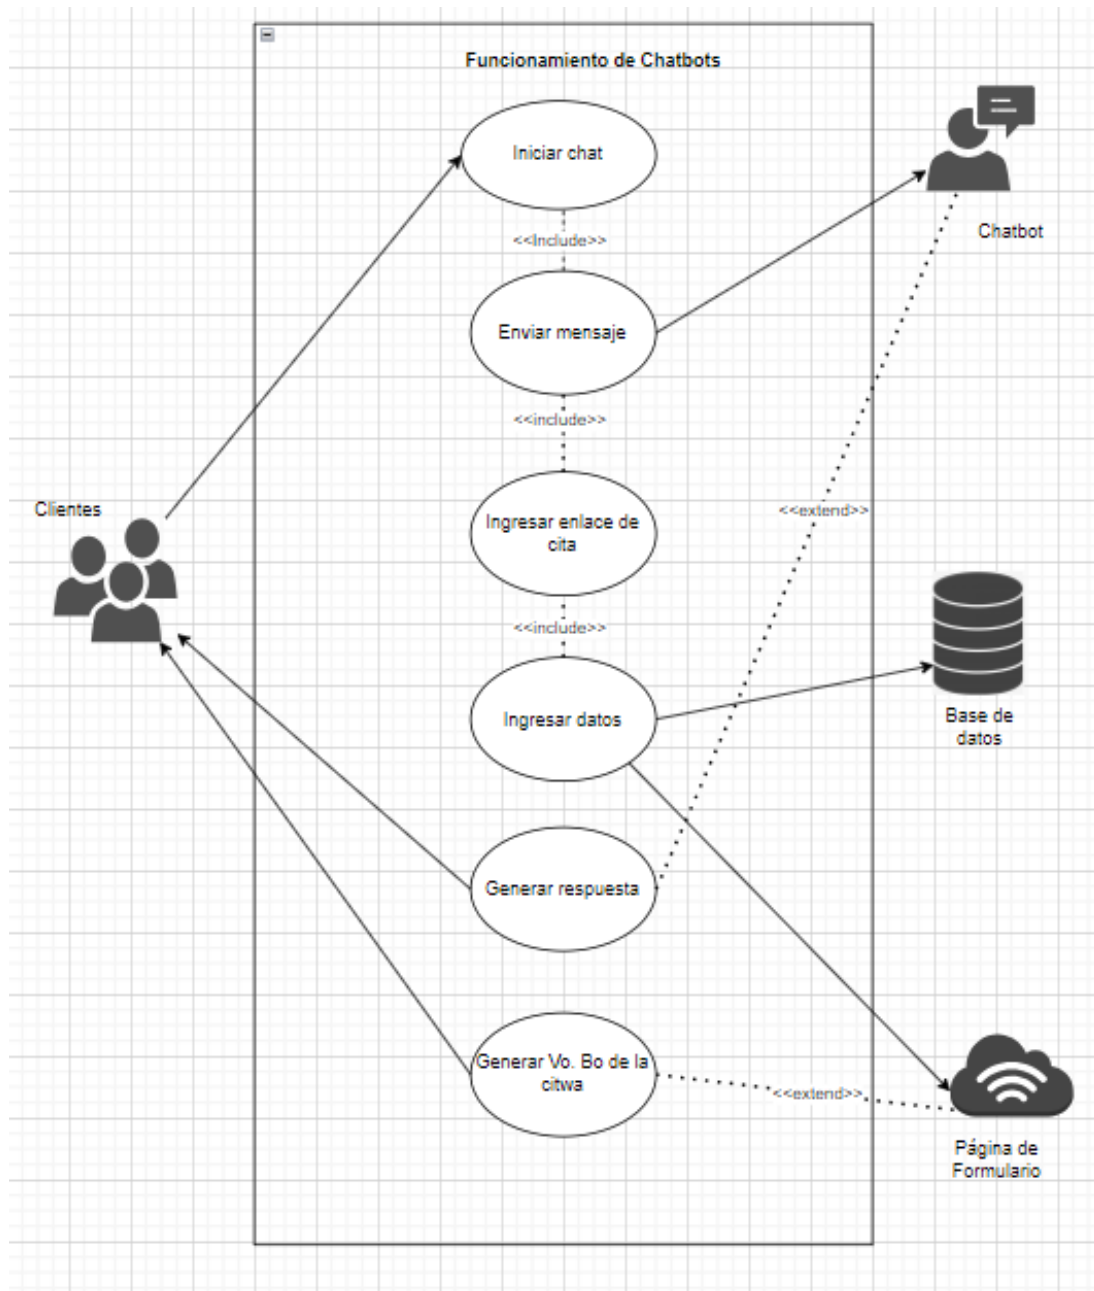 Funcionamiento de Chatbots
Iniciar chat
<<Include>>
Chatbot
Enviar mensaje
<<include>>
Clientes
Ingresar enlace de
cita
<<extend>>
<<include>>
Ingresar datos
Base de
datos
Generar respuesta
Generar Vo. Bo de la
citwa
<<extend>>
Página de
Formulario